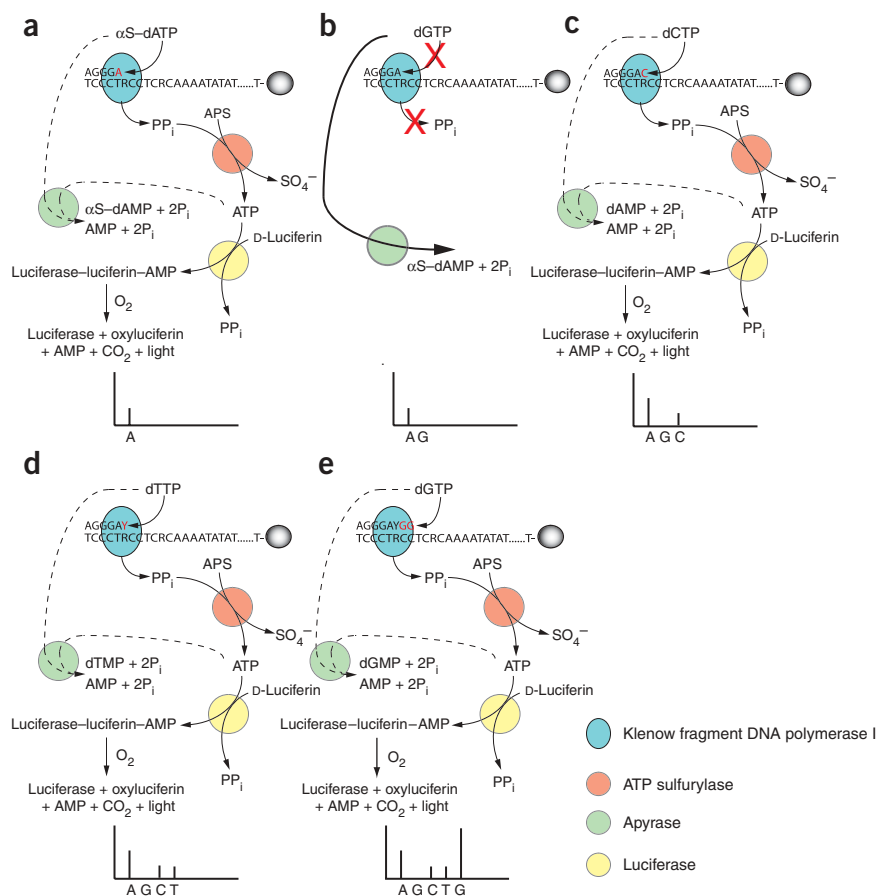 a
αS–dATP
AGGGA
TCCCTRCCTCRCAAAATATAT......T-
PPi
APS
SO4–
ATP
αS–dAMP + 2Pi
AMP + 2Pi
D-Luciferin
Luciferase–luciferin–AMP
O2
PPi
Luciferase + oxyluciferin
+ AMP + CO2 + light
A
b
dGTP
X
AGGGA
TCCCTRCCTCRCAAAATATAT......T-
X
PPi
αS–dAMP + 2Pi
A G
c
dCTP
AGGGAC
TCCCTRCCTCRCAAAATATAT......T-
PPi
APS
SO4–
ATP
dAMP + 2Pi
AMP + 2Pi
D-Luciferin
Luciferase–luciferin–AMP
O2
PPi
Luciferase + oxyluciferin
+ AMP + CO2 + light
A G C
d
dTTP
AGGGAY
TCCCTRCCTCRCAAAATATAT......T-
PPi
APS
SO4–
ATP
dTMP + 2Pi
AMP + 2Pi
D-Luciferin
Luciferase–luciferin–AMP
O2
PPi
Luciferase + oxyluciferin
+ AMP + CO2 + light
A G C T
e
dGTP
AGGGAYGG
TCCCTRCCTCRCAAAATATAT......T-
PPi
APS
SO4–
ATP
dGMP + 2Pi
AMP + 2Pi
D-Luciferin
Luciferase–luciferin–AMP
O2
PPi
Luciferase + oxyluciferin
+ AMP + CO2 + light
A G C T G
Klenow fragment DNA polymerase I
ATP sulfurylase
Apyrase
Luciferase